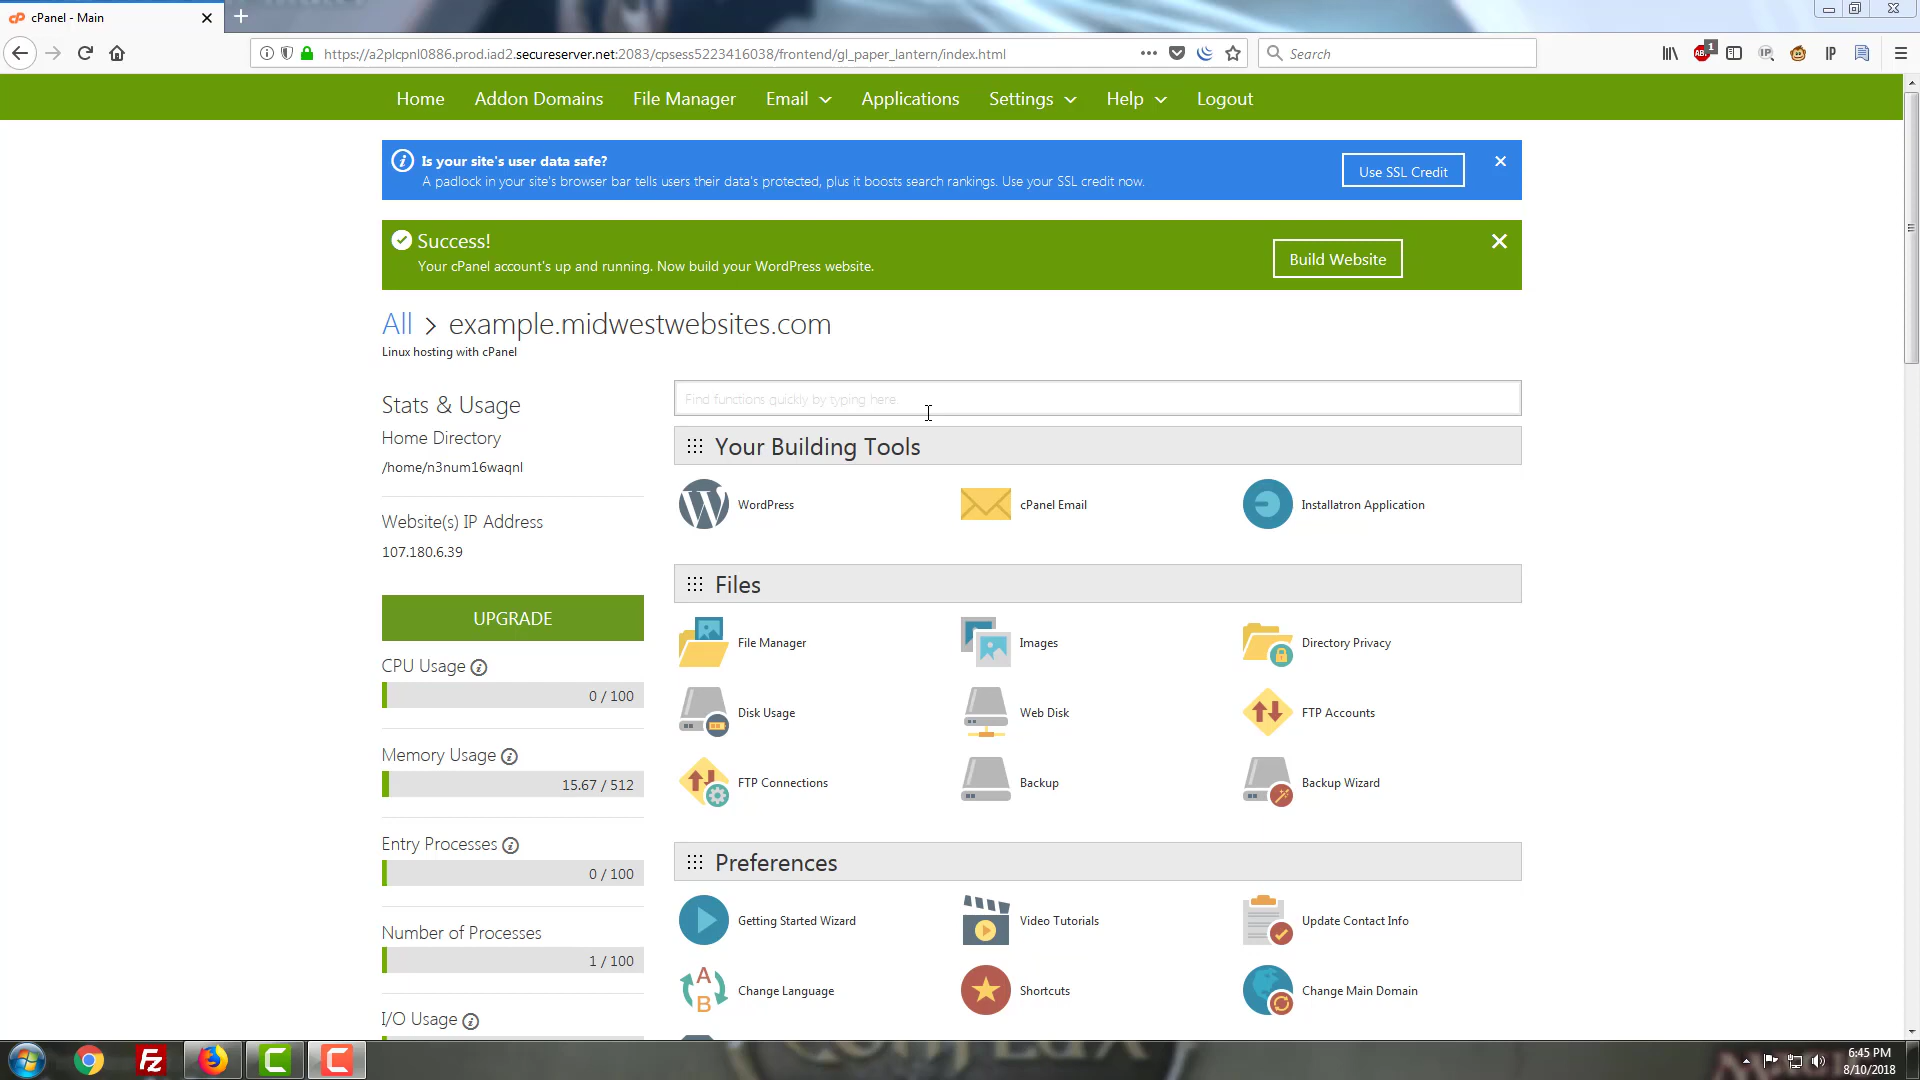 cPanel - Main
https://a2plcpnl0886.prod.iad2.secureserver.net:2083/cpsess5223416038/frontend/gl_paper_lantern/index.html
Search
ABP
1
IP
IP
Home
Addon Domains
File Manager
Email
Applications
Settings
Help
Logout
Is your site's user data safe?
A padlock in your site's browser bar tells users their data's protected, plus it boosts search rankings. Use your SSL credit now.
Use SSL Credit
Success!
Your cPanel account's up and running. Now build your WordPress website.
Build Website
All > example.midwestwebsites.com
Linux hosting with cPanel
Stats & Usage
Home Directory
/home/n3num16waqnl
Website(s) IP Address
107.180.6.39
UPGRADE
CPU Usage
0 / 100
Memory Usage
15.67 / 512
Entry Processes
0 / 100
Number of Processes
1 / 100
I/O Usage
Find functions quickly by typing here.
Your Building Tools
WordPress
cPanel Email
Installatron Application
Files
File Manager
Images
Directory Privacy
Disk Usage
Web Disk
FTP Accounts
FTP Connections
Backup
Backup Wizard
Preferences
Getting Started Wizard
Video Tutorials
Update Contact Info
A
B
Change Language
Shortcuts
Change Main Domain
6:45 PM
8/10/2018